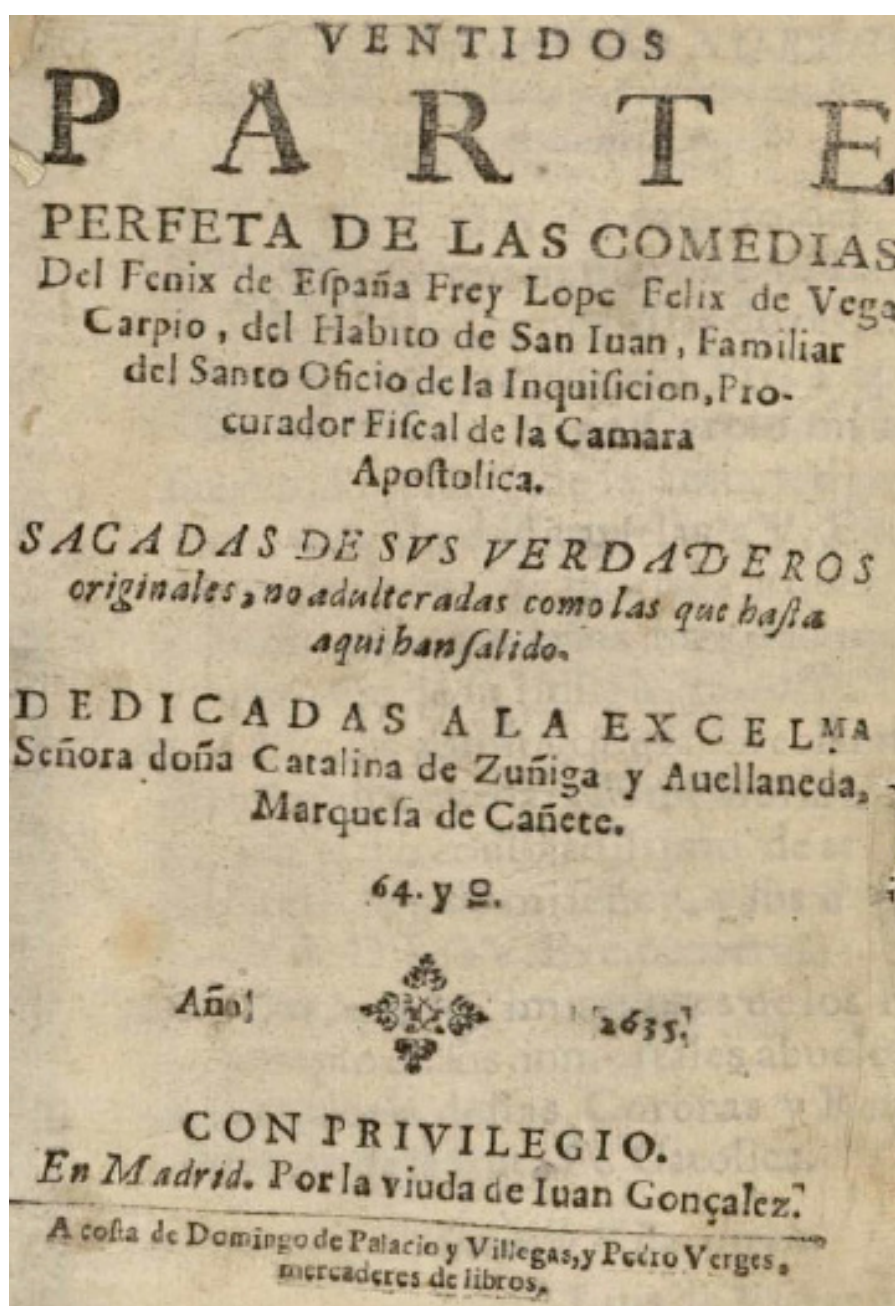 VENTIDOS
PARTE
PERFETA DE LAS COMEDIAS
Del Fenix de Eſpaña Frey Lope Felix de Vega
Carpio, del Habito de San Iuan, Familiar
del Santo Oficio de la Inquiſicion, Pro-
curador Fiſcal de la Camara
Apoſtolica.
SACADAS DE SVS VERDADEROS
originales, no adulteradas como las que haſta
aqui han ſalido.
DEDICADAS A LA EXCELMA
Señora doña Catalina de Zuñiga y Auellaneda,
Marqueſa de Cañete.
64. y
Año 2635.
CON PRIVILEGIO.
En Madrid. Por la viuda de Iuan Gonçalez.
A coſta de Domingo de Palacio y Villegas, y Pedro Verges,
mercaderes de libros.